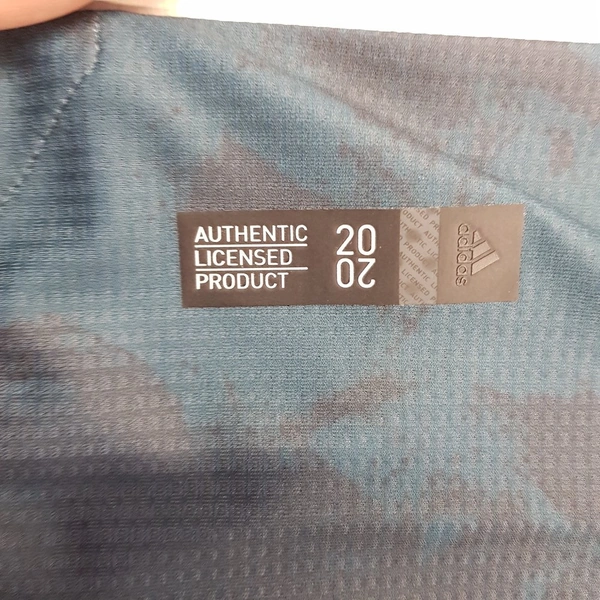 AUTHENTIC
LICENSED
PRODUCT
20
20
adidas